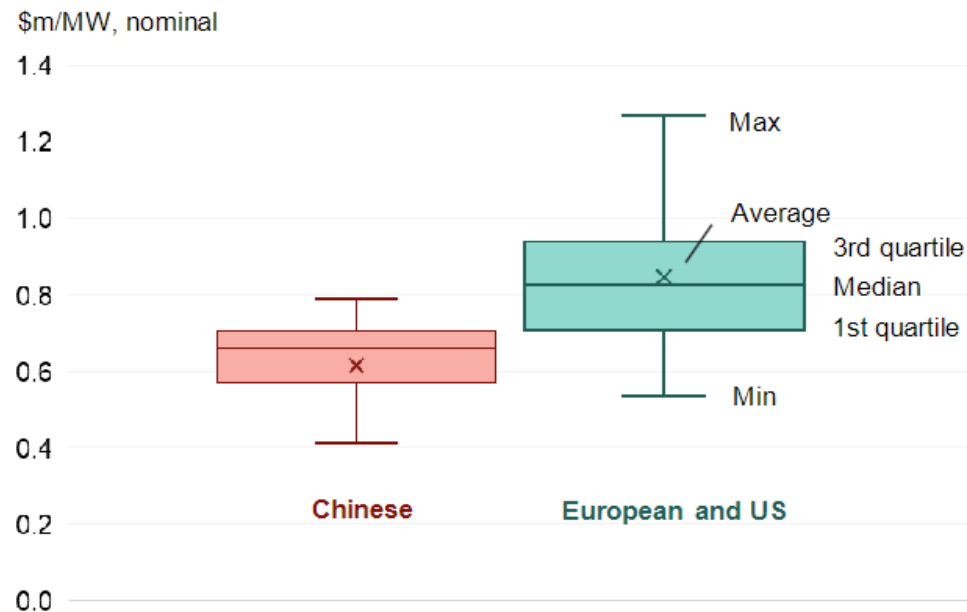 $m/MW, nominal
1.4
1.2
Max
1.0
Average
3rd quartile
0.8
Median
1st quartile
0.6
Min
0.4
Chinese
European and US
0.2
0.0